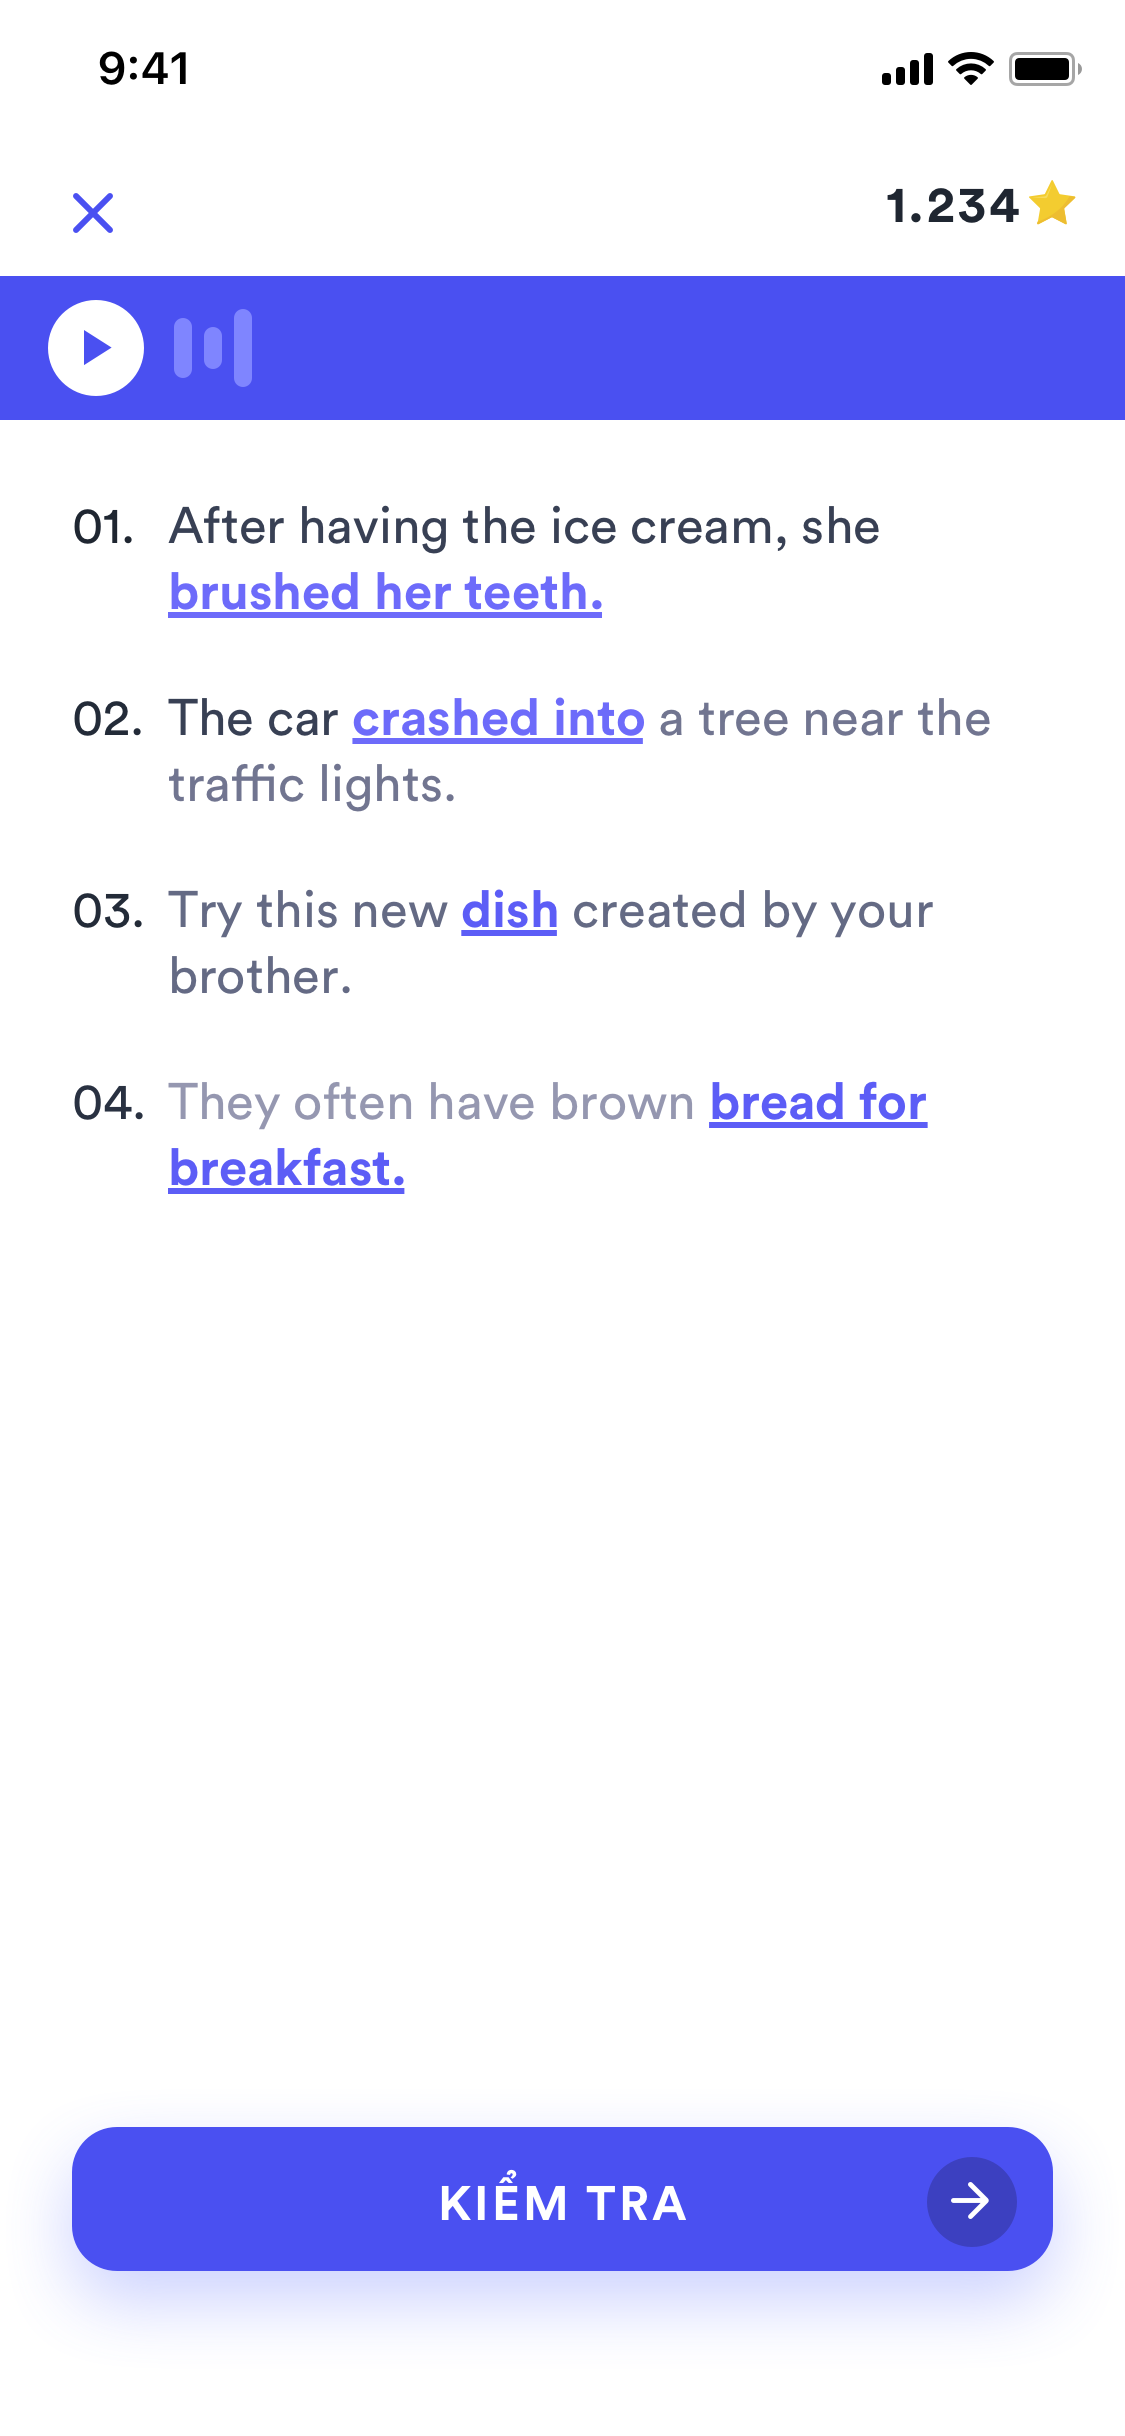 9:41
1.234
01. After having the ice cream, she
brushed her teeth.
02. The car crashed into a tree near the
traffic lights.
03. Try this new dish created by your
brother.
04. They often have brown bread for
breakfast.
KIỂM TRA